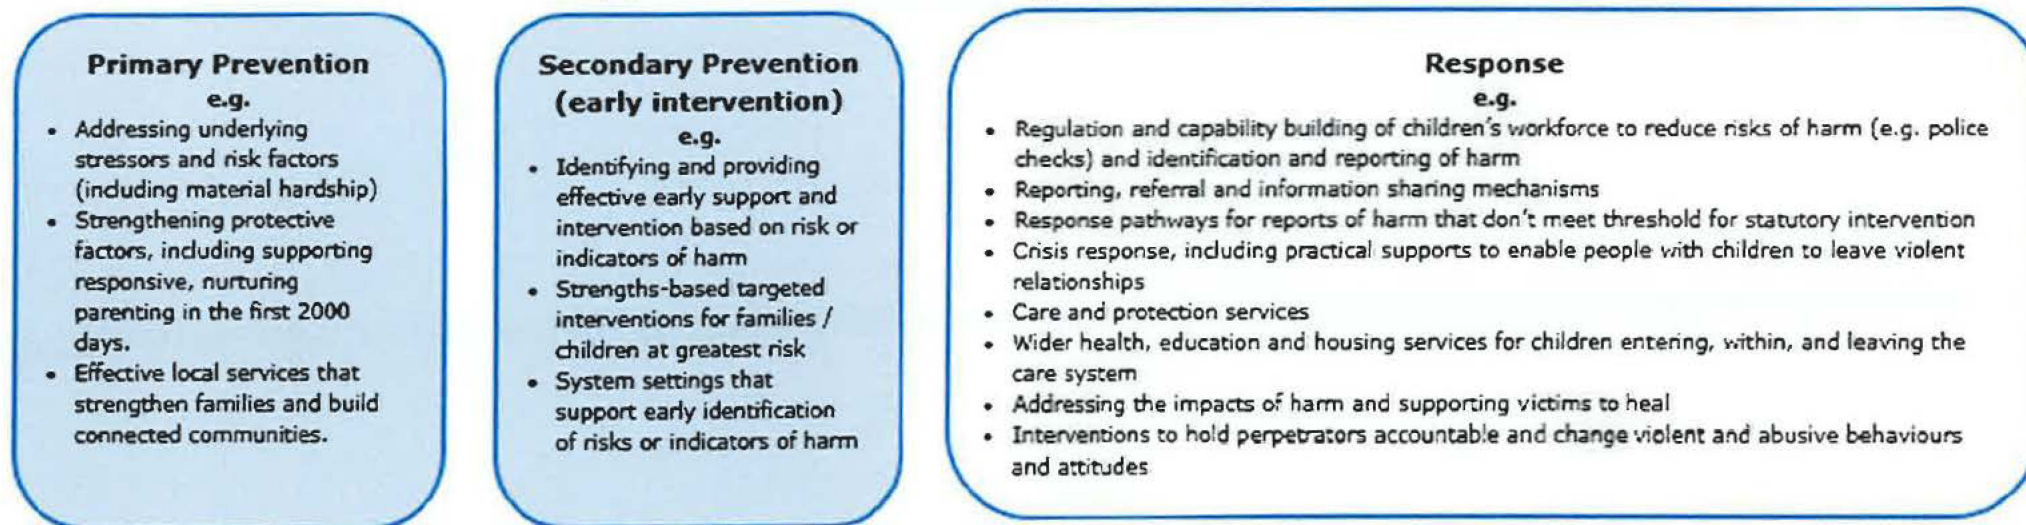 Primary Prevention
e.g.
• Addressing underlying
stressors and risk factors
(including material hardship)
• Strengthening protective
factors, including supporting
responsive, nurturing
parenting in the first 2000
days.
• Effective local services that
strengthen families and build
connected communities.
Secondary Prevention
(early intervention)
e.g.
• Identifying and providing
effective early support and
intervention based on risk or
indicators of harm
• Strengths-based targeted
interventions for families /
children at greatest risk
• System settings that
support early identification
of risks or indicators of harm
Response
e.g.
• Regulation and capability building of children's workforce to reduce risks of harm (e.g. police
checks) and identification and reporting of harm
• Reporting, referral and information sharing mechanisms
• Response pathways for reports of harm that don't meet threshold for statutory intervention
• Crisis response, including practical supports to enable people with children to leave violent
relationships
• Care and protection services
• Wider health, education and housing services for children entering, within, and leaving the
care system
• Addressing the impacts of harm and supporting victims to heal
• Interventions to hold perpetrators accountable and change violent and abusive behaviours
and attitudes